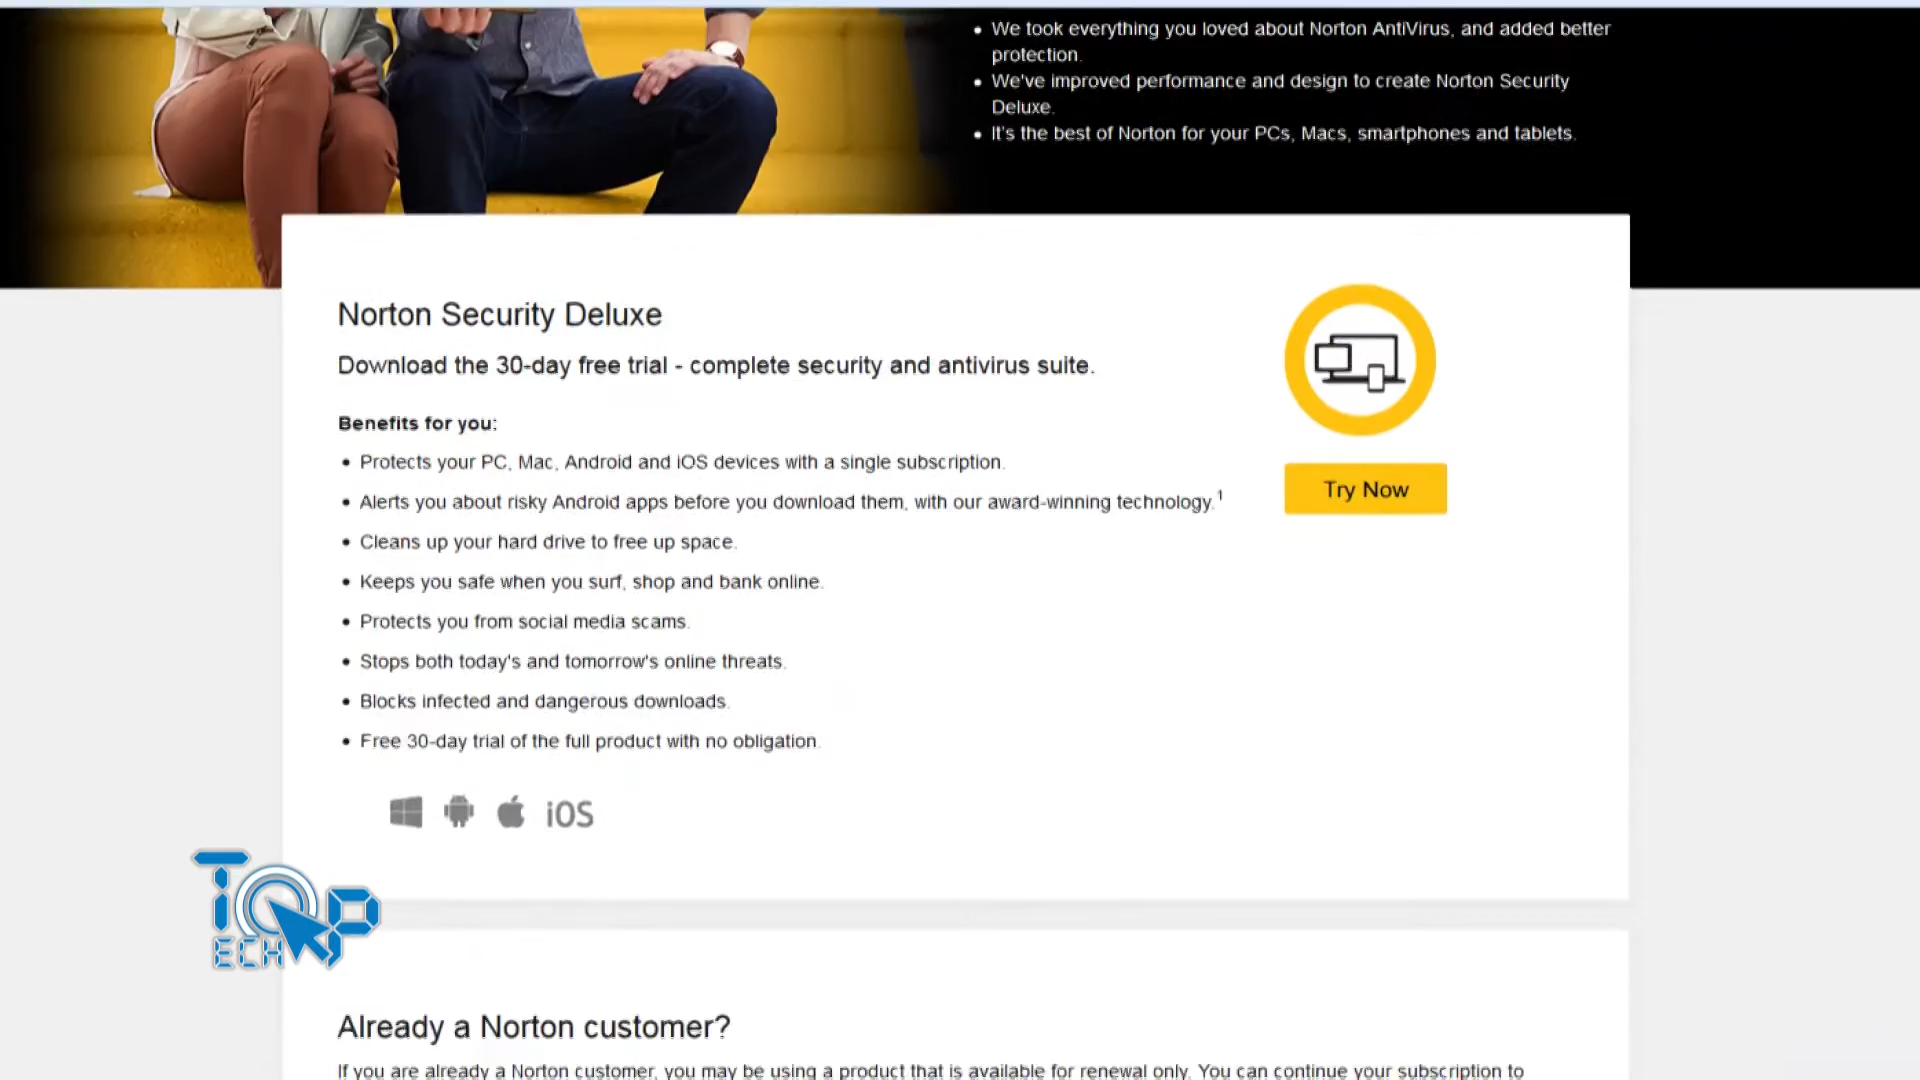 We took everything you loved about Norton AntiVirus, and added better
protection.
We've improved performance and design to create Norton Security
Deluxe.
It's the best of Norton for your PCs, Macs, smartphones and tablets.
Norton Security Deluxe
Download the 30-day free trial - complete security and antivirus suite.
Benefits for you:
Protects your PC, Mac, Android and iOS devices with a single subscription.
Alerts you about risky Android apps before you download them, with our award-winning technology.1
Try Now
Cleans up your hard drive to free up space.
Keeps you safe when you surf, shop and bank online.
Protects you from social media scams.
Stops both today's and tomorrow's online threats.
Blocks infected and dangerous downloads.
Free 30-day trial of the full product with no obligation.
iOS
TOP
TECH
Already a Norton customer?
If you are already a Norton customer, you may be using a product that is available for renewal only. You can continue your subscription to